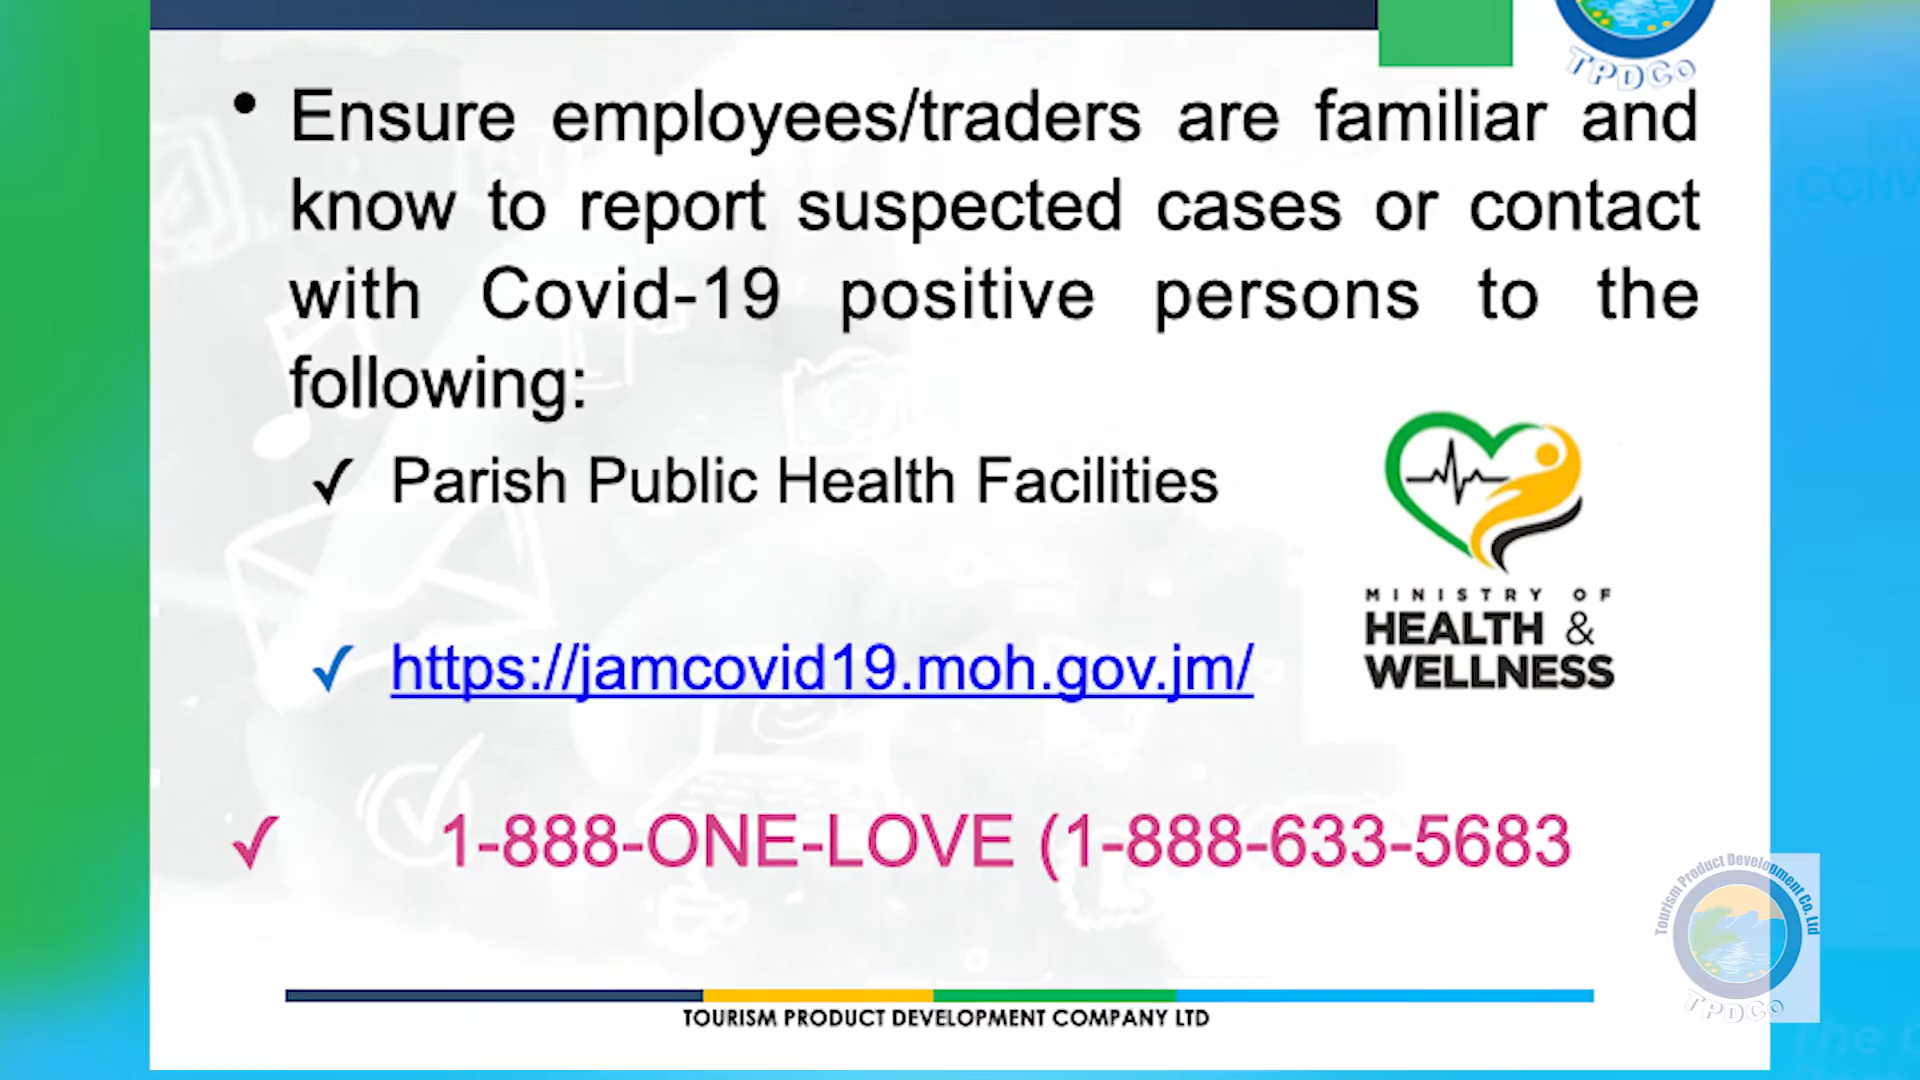 TPDCo
• Ensure employees/traders are familiar and
know to report suspected cases or contact
with Covid-19 positive persons to the
following:
✓ Parish Public Health Facilities
MINISTRY OF
HEALTH &
WELLNESS
✓ https://jamcovid19.moh.gov.jm/
✓ 1-888-ONE-LOVE (1-888-633-5683
Tourism Product Development Co. Ltd
TPDCo
TOURISM PRODUCT DEVELOPMENT COMPANY LTD